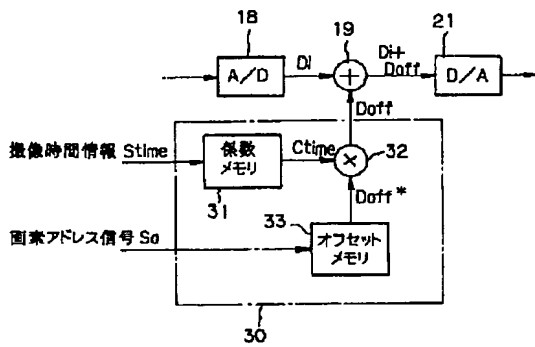 18
A/D
Di
19
+
Di+
Doff
21
D/A
Doff
撮像時間情報 Stime
係数
メモリ
31
Ctime
×
32
Doff*
画素アドレス信号 Sa
33
オフセット
メモリ
30